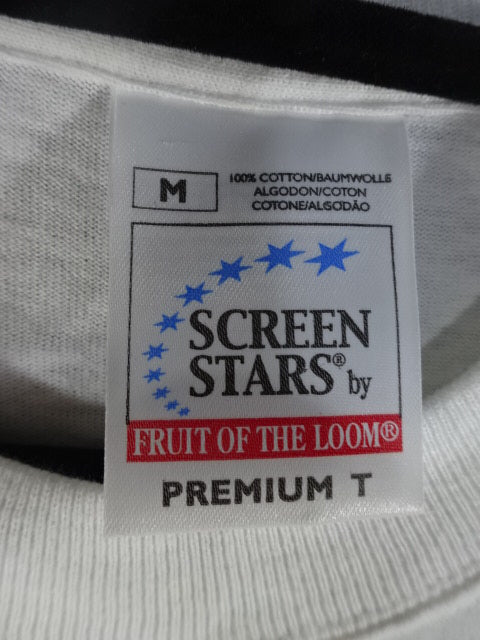 M
100% COTTON/BAUMWOLLE
ALGODON/COTON
COTONE/ALGODÃO
SCREEN
STARS® by
FRUIT OF THE LOOM®
PREMIUM T